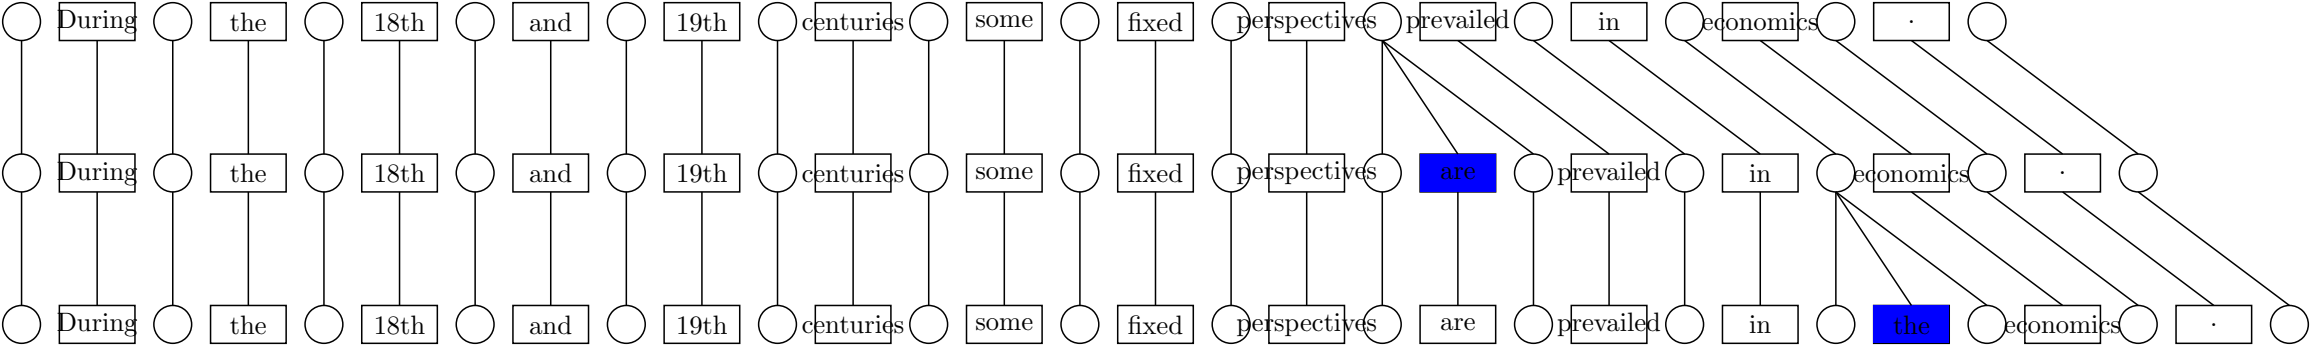 During the 18th and 19th centuries some fixed perspectives prevailed in economics .
During the 18th and 19th centuries some fixed perspectives are prevailed in economics .
During the 18th and 19th centuries some fixed perspectives are prevailed in the economics .